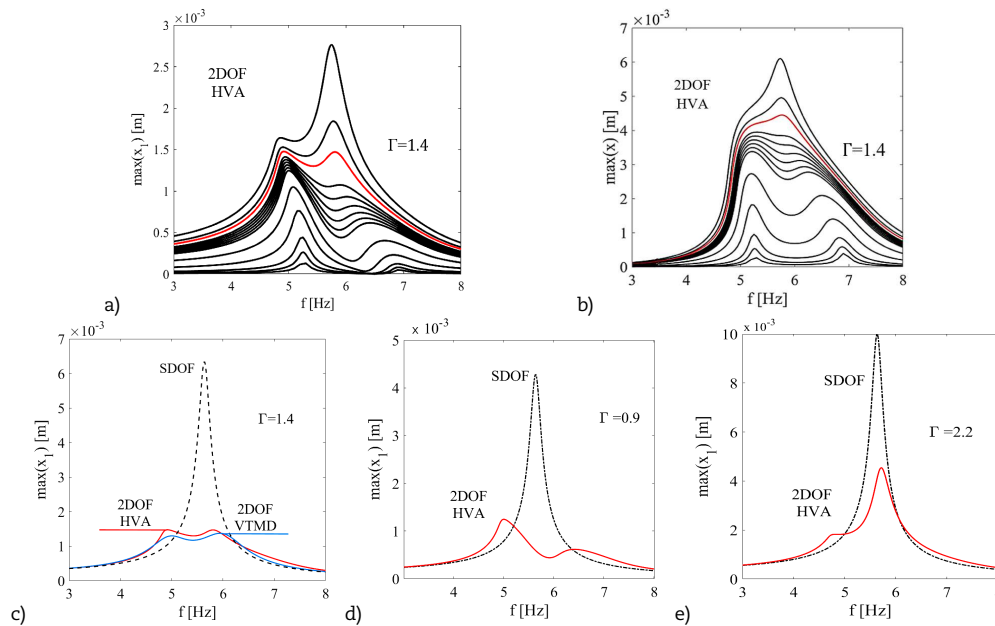 × 10⁻³
3
2.5
2
1.5
1
0.5
0
max(x₁) [m]
2DOF
HVA
Γ=1.4
3 4 5 6 7 8
f [Hz]
a)
× 10⁻³
7
6
5
4
3
2
1
0
max(x) [m]
2DOF
HVA
Γ=1.4
3 4 5 6 7 8
f [Hz]
b)
× 10⁻³
7
6
5
4
3
2
1
0
max(x₁) [m]
SDOF
Γ=1.4
2DOF
HVA
2DOF
VTMD
3 4 5 6 7 8
f [Hz]
c)
× 10⁻³
5
4
3
2
1
0
max(x₁) [m]
SDOF
Γ=0.9
2DOF
HVA
4 5 6 7 8
f [Hz]
d)
× 10⁻³
10
8
6
4
2
0
max(x₁) [m]
SDOF
Γ=2.2
2DOF
HVA
3 4 5 6 7
f [Hz]
e)